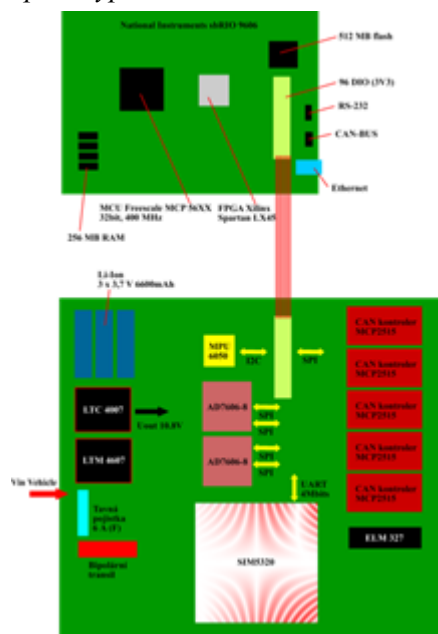 National Instruments sbRIO 9606
512 MB flash
96 DIO (3V3)
RS-232
CAN-BUS
Ethernet
MCU Freescale MCP 56XX
32bit, 400 MHz
FPGA Xilinx
Spartan LX45
256 MB RAM
Li-Ion
3 x 3,7 V 6600mAh
MPU
6050
I2C
SPI
CAN kontroler
MCP2515
CAN kontroler
MCP2515
CAN kontroler
MCP2515
CAN kontroler
MCP2515
CAN kontroler
MCP2515
LTC 4007
Uout 10.8V
AD7606-8
SPI
SPI
LTM 4607
AD7606-8
SPI
SPI
Vin Vehicle
UART
4Mbits
Tavná
pojistka
6 A (F)
Bipolární
transil
SIM5320
ELM 327